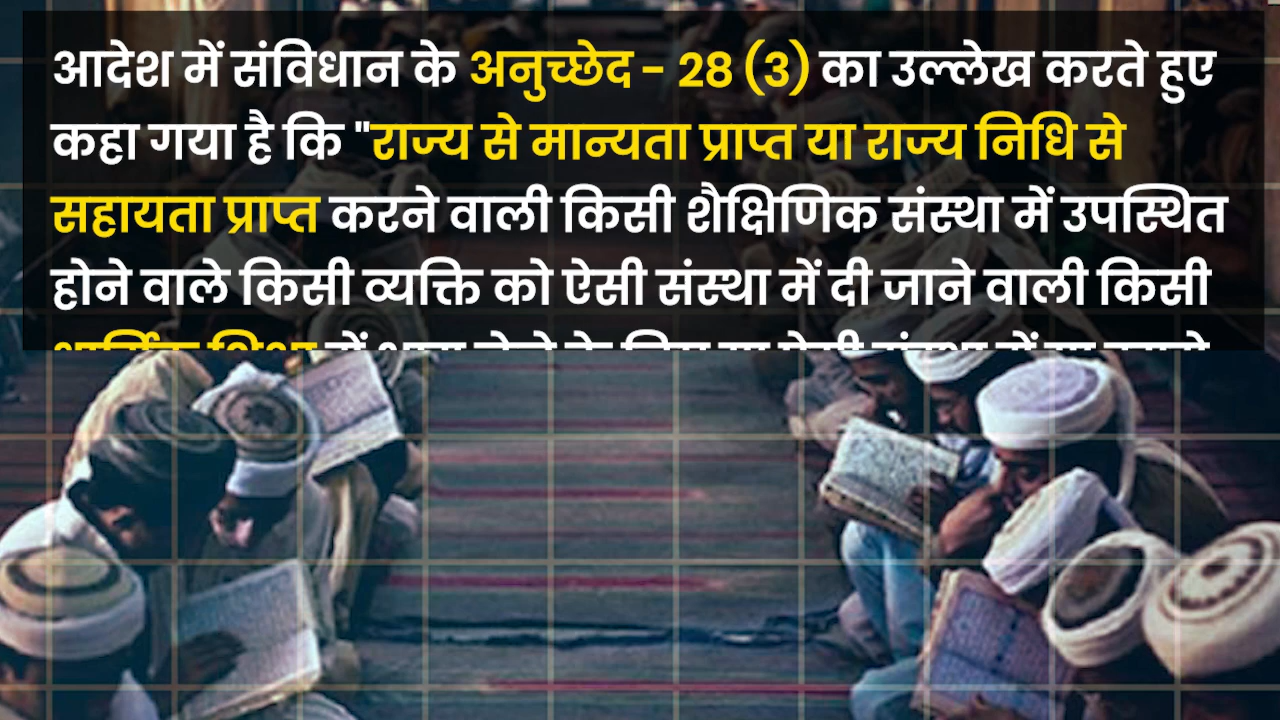 आदेश में संविधान के अनुच्छेद - 28 (3) का उल्लेख करते हुए
कहा गया है कि "राज्य से मान्यता प्राप्त या राज्य निधि से
सहायता प्राप्त करने वाली किसी शैक्षिणिक संस्था में उपस्थित
होने वाले किसी व्यक्ति को ऐसी संस्था में दी जाने वाली किसी